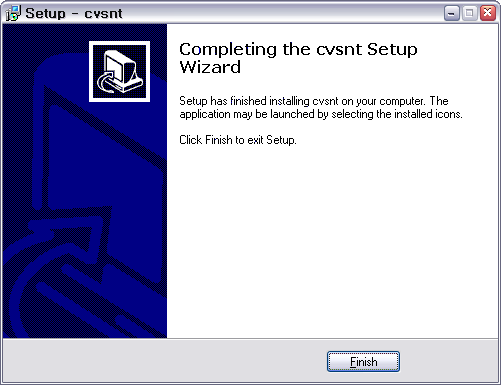 Setup - cvsnt
Completing the cvsnt Setup
Wizard
Setup has finished installing cvsnt on your computer. The
application may be launched by selecting the installed icons.
Click Finish to exit Setup.
Finish